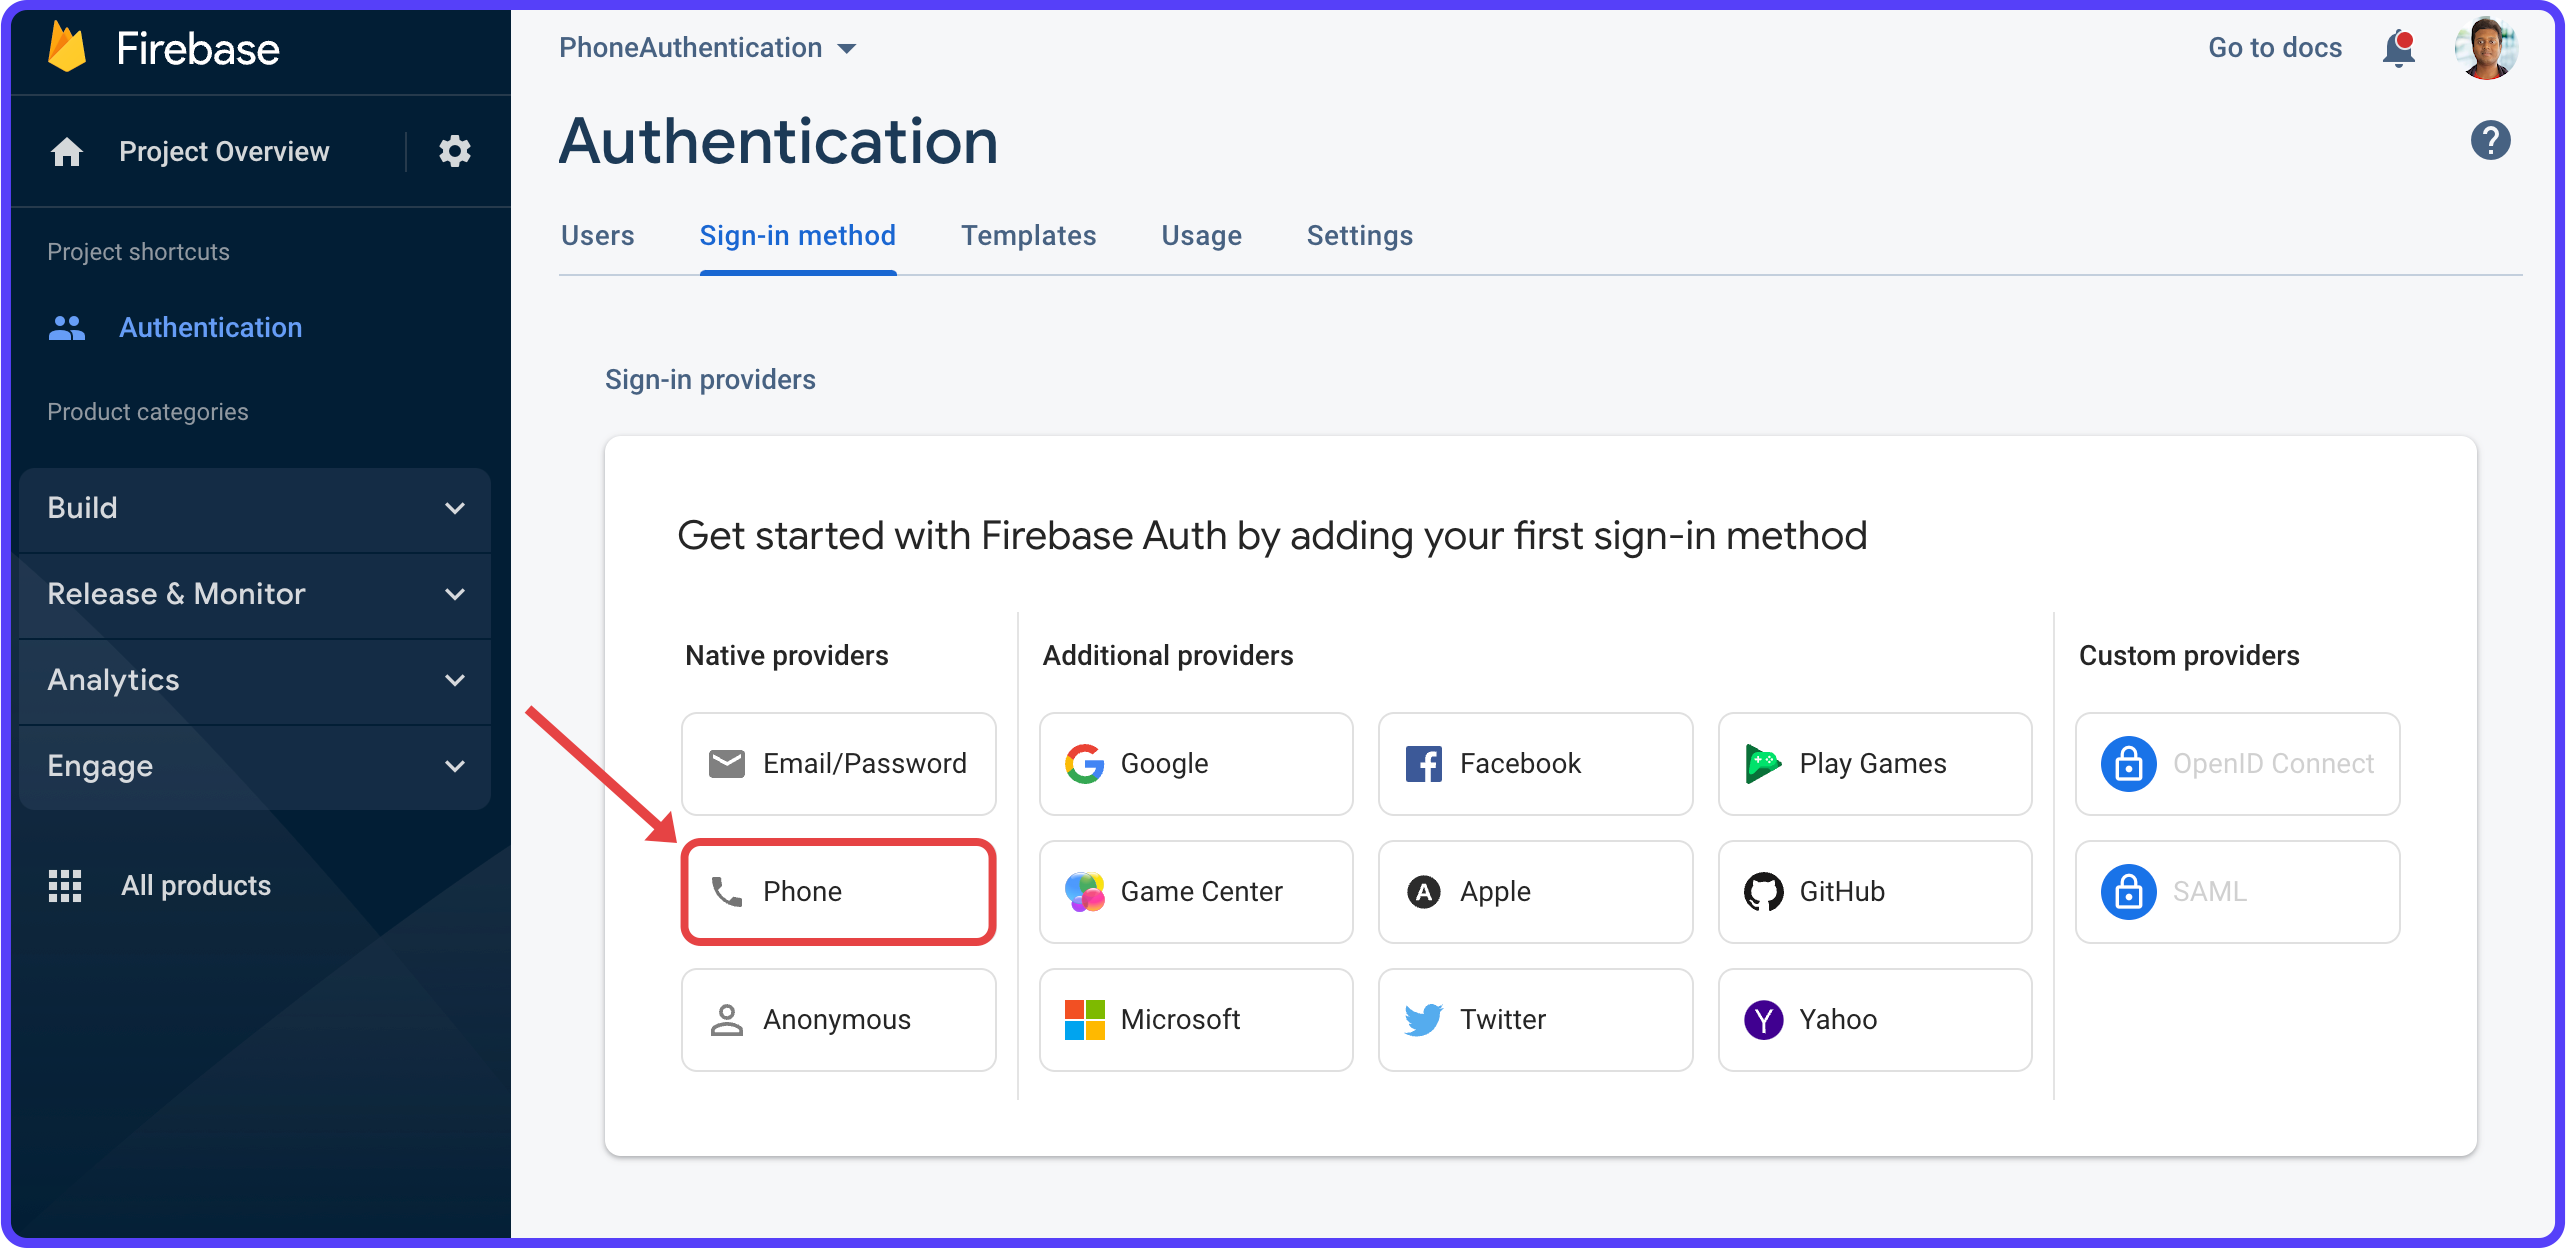 Firebase
Project Overview
Project shortcuts
Authentication
Product categories
Build
Release & Monitor
Analytics
Engage
All products
PhoneAuthentication
Go to docs
Authentication
?
Users Sign-in method Templates Usage Settings
Sign-in providers
Get started with Firebase Auth by adding your first sign-in method
Native providers
Email/Password
Phone
Anonymous
Additional providers
Google Facebook Play Games
Game Center Apple GitHub
Microsoft Twitter Yahoo
Custom providers
OpenID Connect
SAML